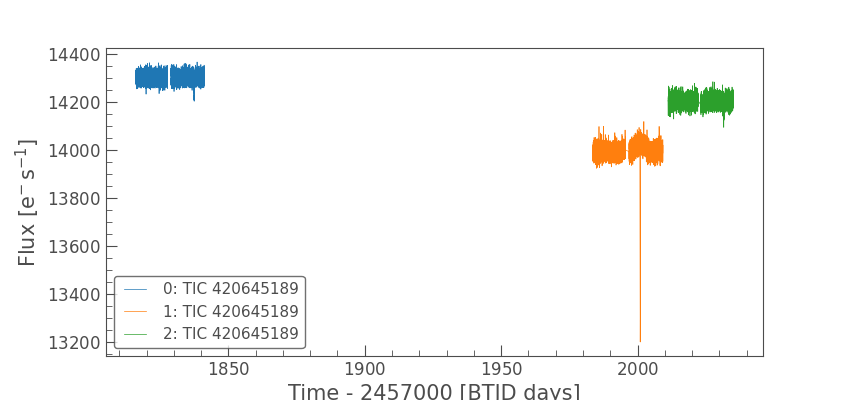 14400
14200
14000
13800
13600
13400
13200
Flux [e⁻ s⁻¹]
0: TIC 420645189
1: TIC 420645189
2: TIC 420645189
1850 1900 1950 2000
Time - 2457000 [BTJD days]